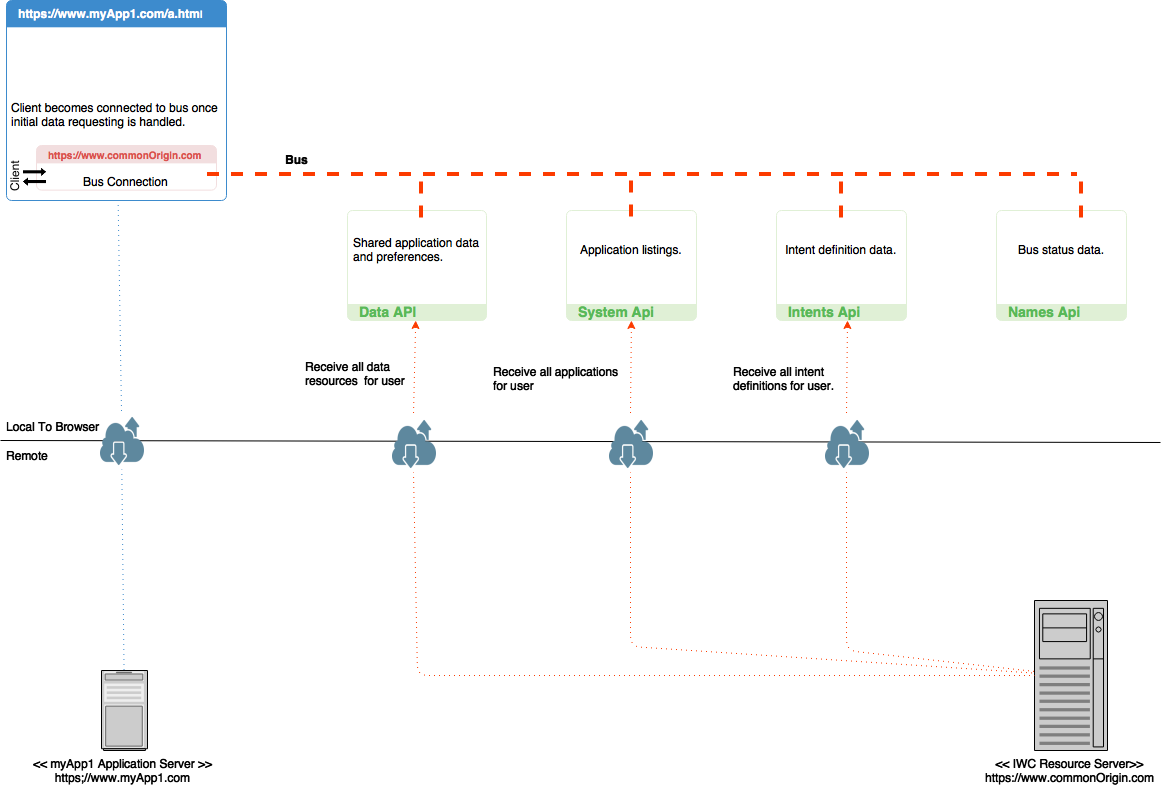 https://www.myApp1.com/a.html
Client becomes connected to bus once
initial data requesting is handled.
https://www.commonOrigin.com
Client
Bus Connection
Bus
Shared application data
and preferences.
Data API
Application listings.
System Api
Intent definition data.
Intents Api
Bus status data.
Names Api
Receive all data
resources for user
Receive all applications
for user
Receive all intent
definitions for user.
Local To Browser
Remote
<< myApp1 Application Server >>
https;/www.myApp1.com
<< IWC Resource Server>>
https://www.commonOrigin.com